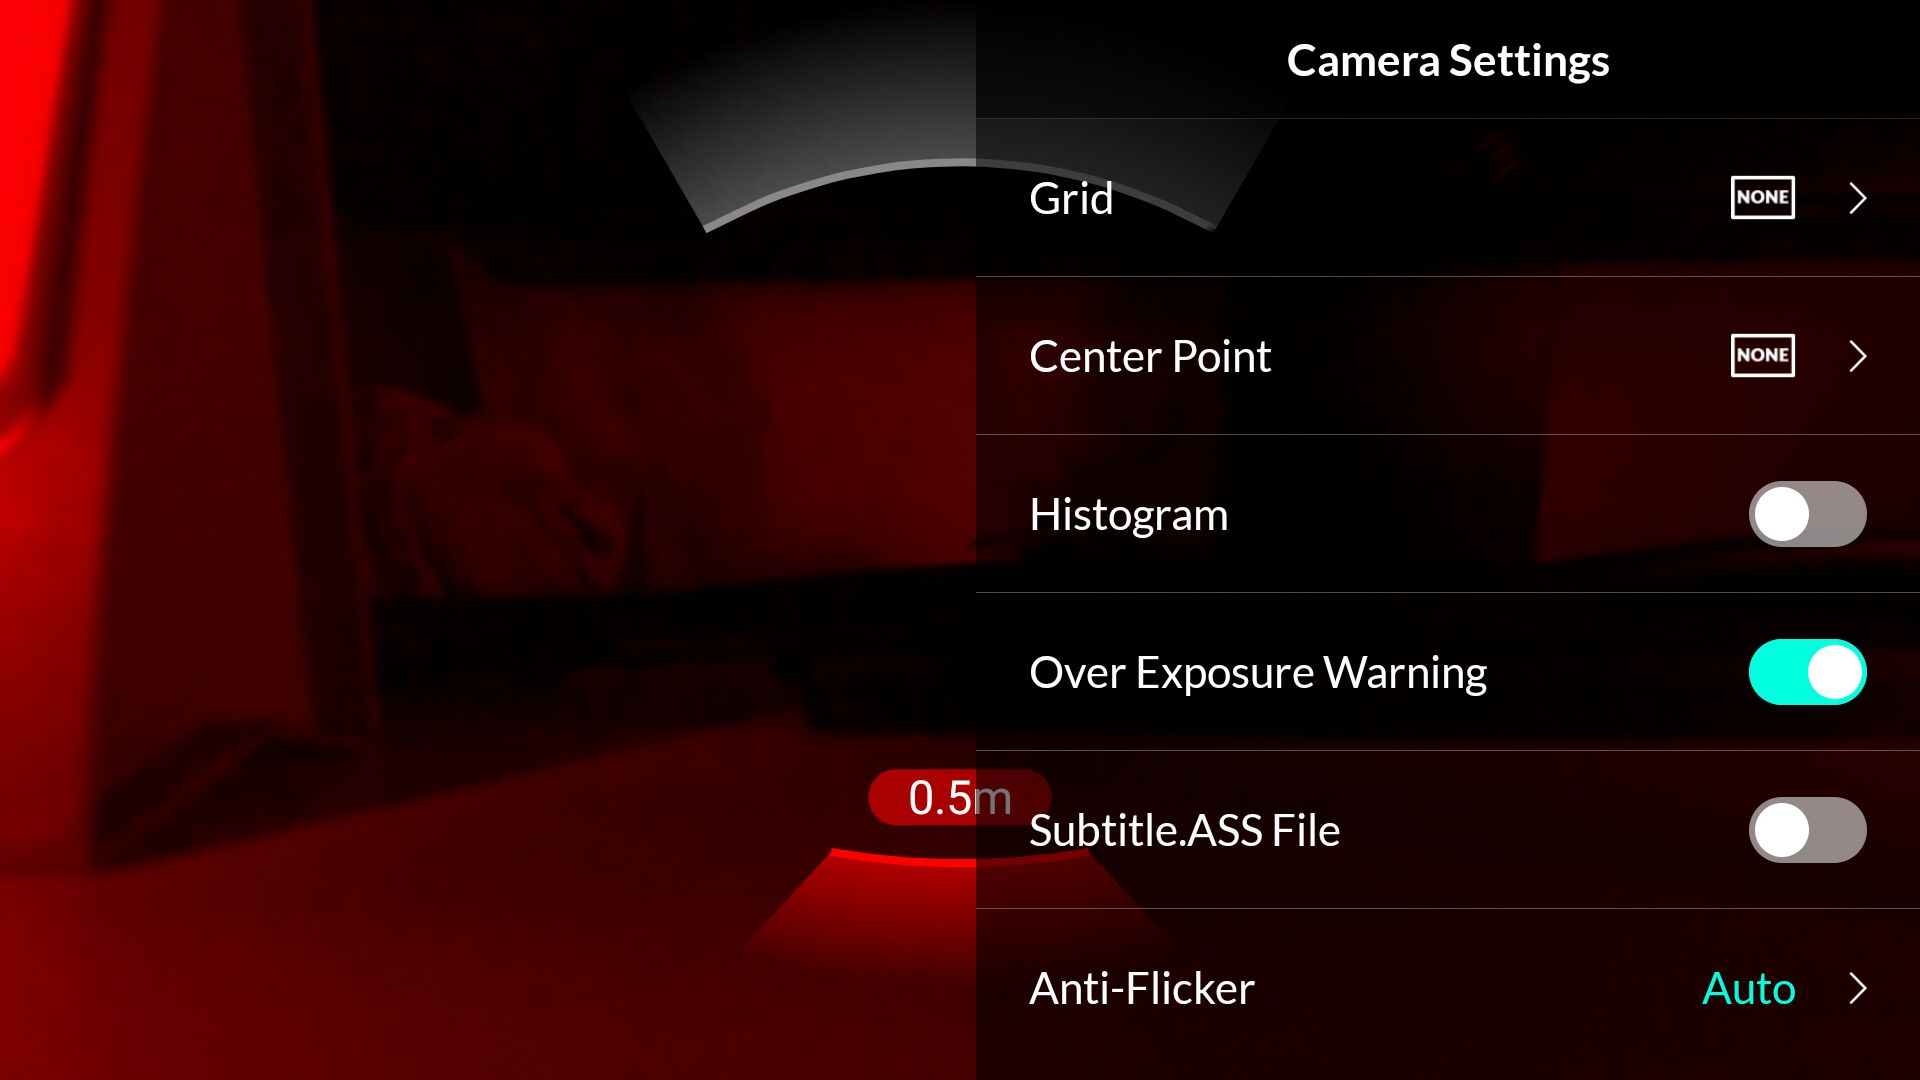 Camera Settings
Grid NONE
Center Point NONE
Histogram
Over Exposure Warning
0.5m
Subtitle.ASS File
Anti-Flicker Auto